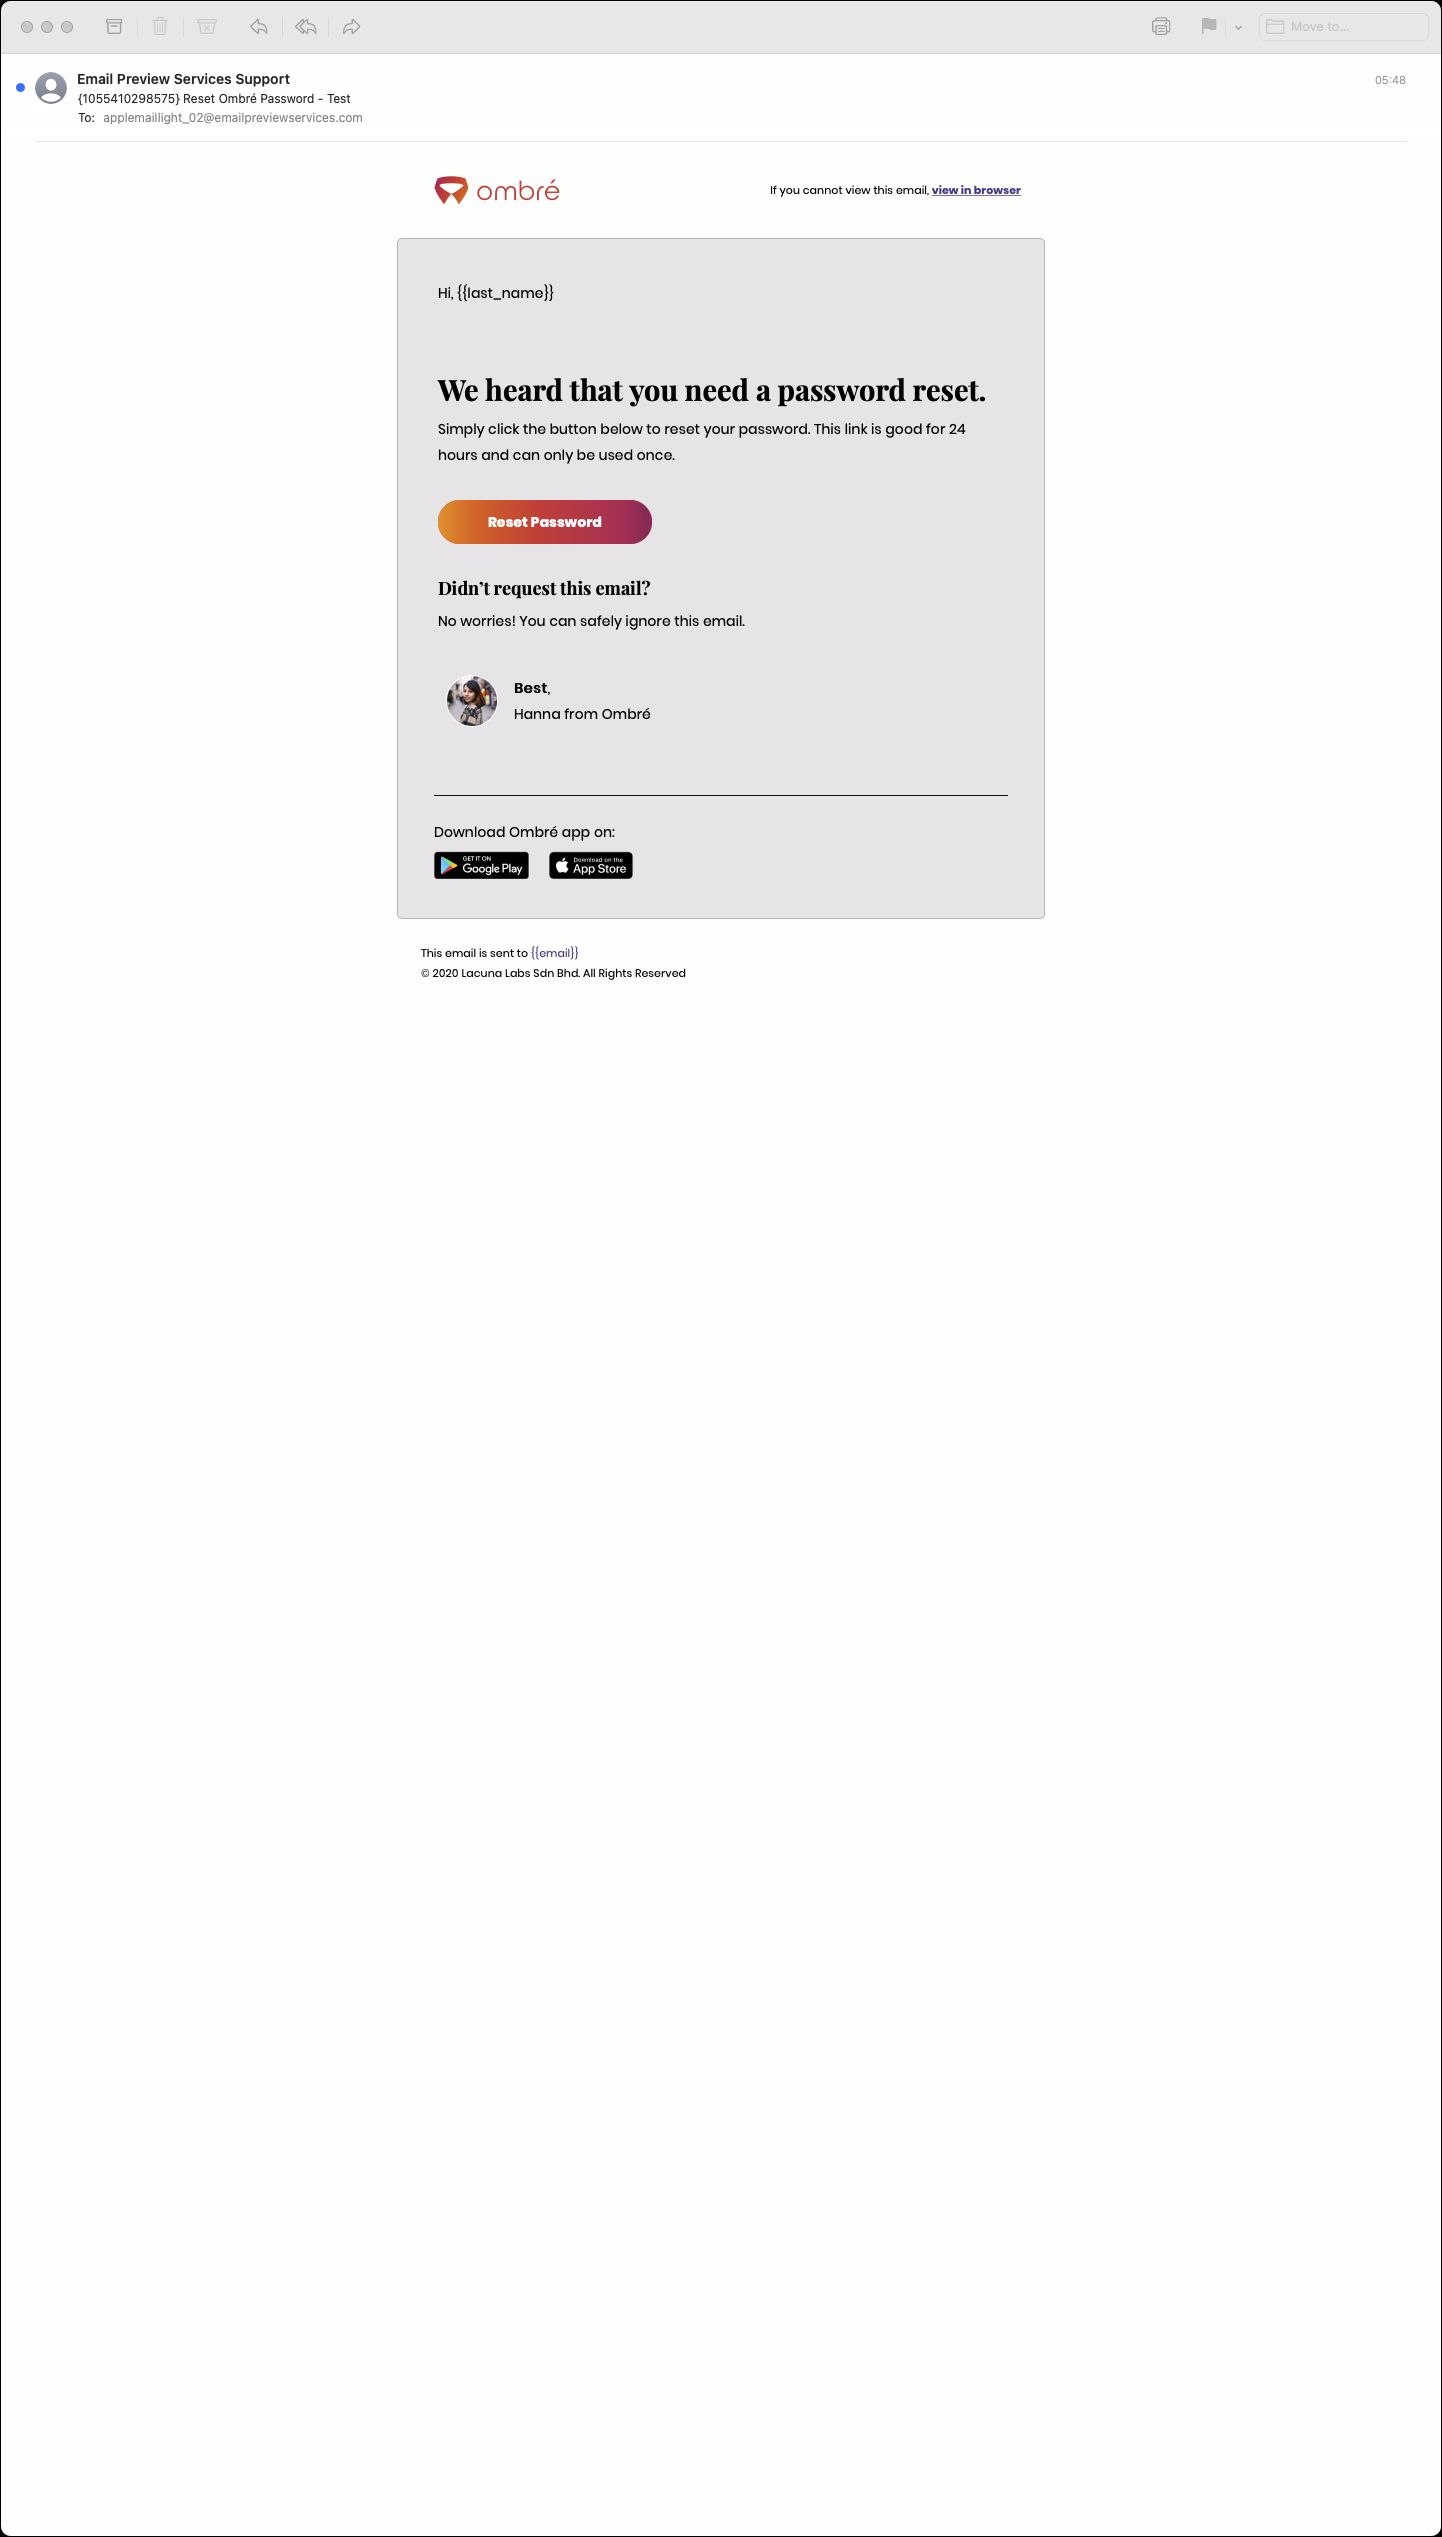 Move to...
Email Preview Services Support
05:48
{1055410298575} Reset Ombré Password - Test
To: applemaillight_02@emailpreviewservices.com
ombré
If you cannot view this email, view in browser
Hi, {{last_name}}
We heard that you need a password reset.
Simply click the button below to reset your password. This link is good for 24
hours and can only be used once.
Reset Password
Didn’t request this email?
No worries! You can safely ignore this email.
Best,
Hanna from Ombré
Download Ombré app on:
GET IT ON
Google Play
Download on the
App Store
This email is sent to {{email}}
© 2020 Lacuna Labs Sdn Bhd. All Rights Reserved